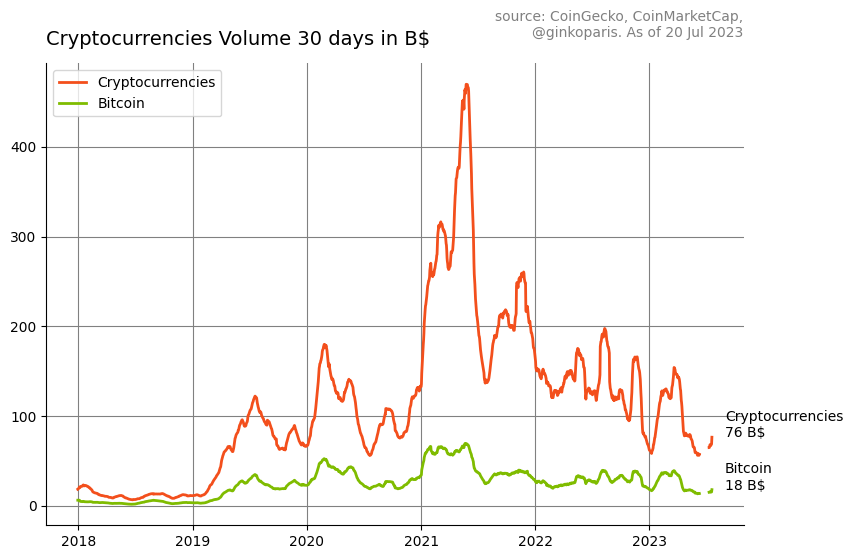 source: CoinGecko, CoinMarketCap,
@ginkoparis. As of 20 Jul 2023
Cryptocurrencies Volume 30 days in B$
Cryptocurrencies
Bitcoin
400
300
200
100
0
Cryptocurrencies
76 B$
Bitcoin
18 B$
2018 2019 2020 2021 2022 2023